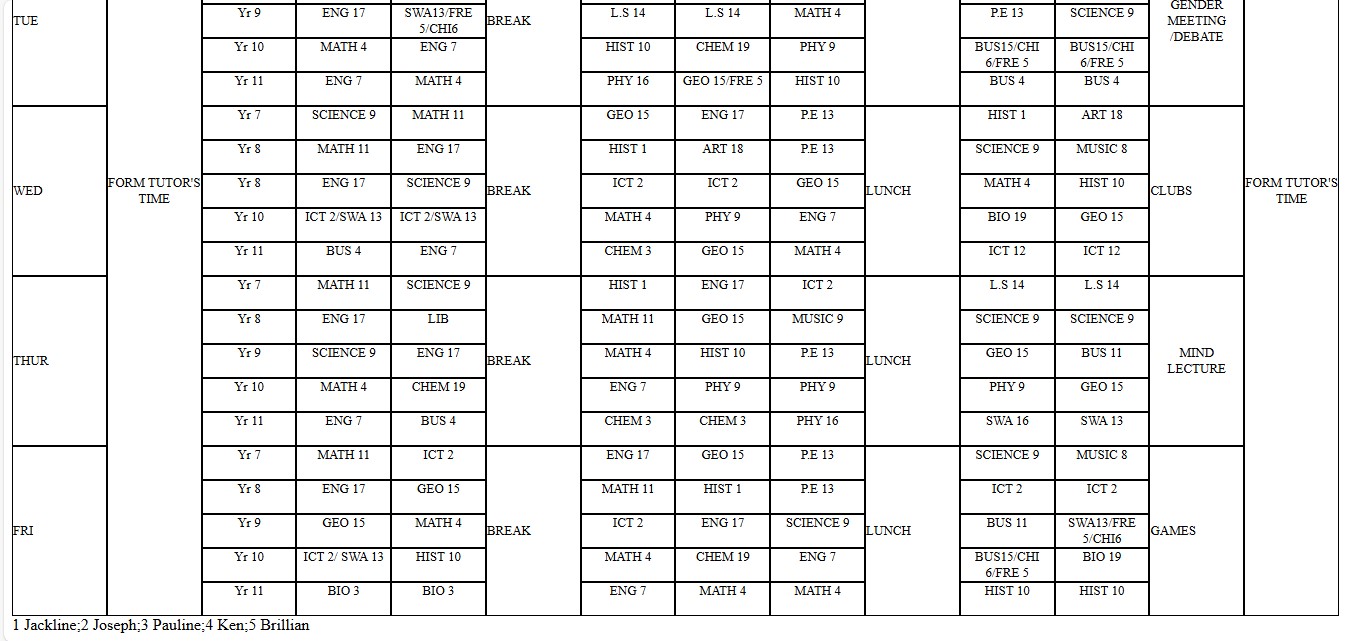 TUE Yr 9 ENG 17 SWA13/FRE 5/CHI6 BREAK L.S 14 L.S 14 MATH 4 P.E 13 SCIENCE 9 GENDER MEETING /DEBATE
Yr 10 MATH 4 ENG 7 HIST 10 CHEM 19 PHY 9 BUS15/CHI 6/FRE 5 BUS15/CHI 6/FRE 5
Yr 11 ENG 7 MATH 4 PHY 16 GEO 15/FRE 5 HIST 10 BUS 4 BUS 4
Yr 7 SCIENCE 9 MATH 11 GEO 15 ENG 17 P.E 13 HIST 1 ART 18
Yr 8 MATH 11 ENG 17 HIST 1 ART 18 P.E 13 SCIENCE 9 MUSIC 8
WED FORM TUTOR'S TIME Yr 8 ENG 17 SCIENCE 9 BREAK ICT 2 ICT 2 GEO 15 LUNCH MATH 4 HIST 10 CLUBS FORM TUTOR'S TIME
Yr 10 ICT 2/SWA 13 ICT 2/SWA 13 MATH 4 PHY 9 ENG 7 BIO 19 GEO 15
Yr 11 BUS 4 ENG 7 CHEM 3 GEO 15 MATH 4 ICT 12 ICT 12
Yr 7 MATH 11 SCIENCE 9 HIST 1 ENG 17 ICT 2 L.S 14 L.S 14
Yr 8 ENG 17 LIB MATH 11 GEO 15 MUSIC 9 SCIENCE 9 SCIENCE 9
THUR Yr 9 SCIENCE 9 ENG 17 BREAK MATH 4 HIST 10 P.E 13 LUNCH GEO 15 BUS 11 MIND LECTURE
Yr 10 MATH 4 CHEM 19 ENG 7 PHY 9 PHY 9 PHY 9 GEO 15
Yr 11 ENG 7 BUS 4 CHEM 3 CHEM 3 PHY 16 SWA 16 SWA 13
Yr 7 MATH 11 ICT 2 ENG 17 GEO 15 P.E 13 SCIENCE 9 MUSIC 8
Yr 8 ENG 17 GEO 15 MATH 11 HIST 1 P.E 13 ICT 2 ICT 2
FRI Yr 9 GEO 15 MATH 4 BREAK ICT 2 ENG 17 SCIENCE 9 LUNCH BUS 11 SWA13/FRE 5/CHI6 GAMES
Yr 10 ICT 2/ SWA 13 HIST 10 MATH 4 CHEM 19 ENG 7 BUS15/CHI 6/FRE 5 BIO 19
Yr 11 BIO 3 BIO 3 ENG 7 MATH 4 MATH 4 HIST 10 HIST 10
1 Jackline;2 Joseph;3 Pauline;4 Ken;5 Brillian